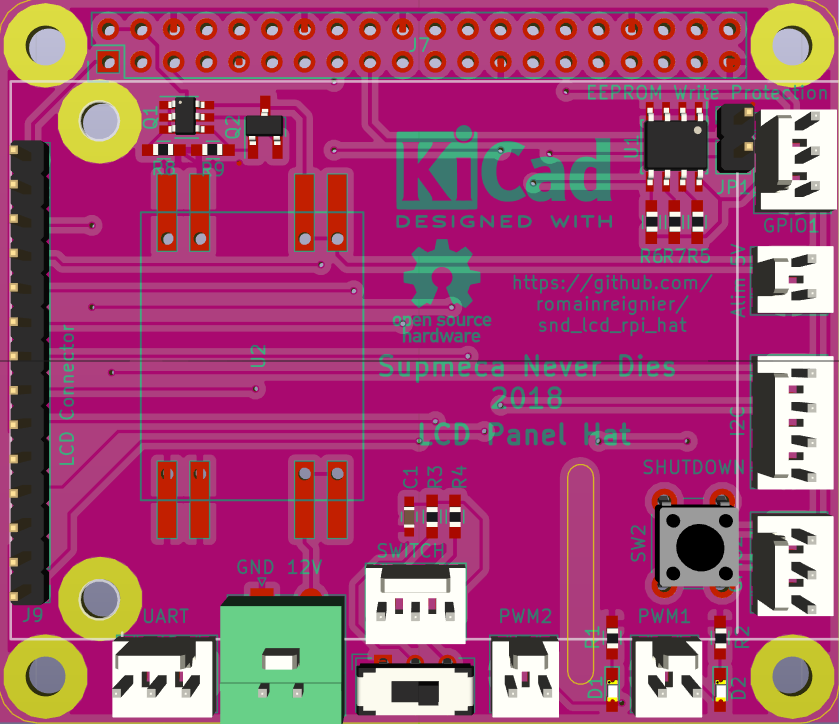 J7
EEPROM Write Protection
Q1
Q2
U1
R8
R9
JP1
KiCad
DESIGNED WITH
GPIO1
R6R7R5
Alim 5V
https://github.com/
romainreignier/
snd_lcd_rpi_hat
open source
hardware
U2
LCD Connector
Supmeca Never Dies
2018
LCD Panel Hat
I2C
SHUTDOWN
C1
R3
R4
SW2
SWITCH
GND 12V
J9
UART
PWM2
PWM1
R1
R2
D1
D2